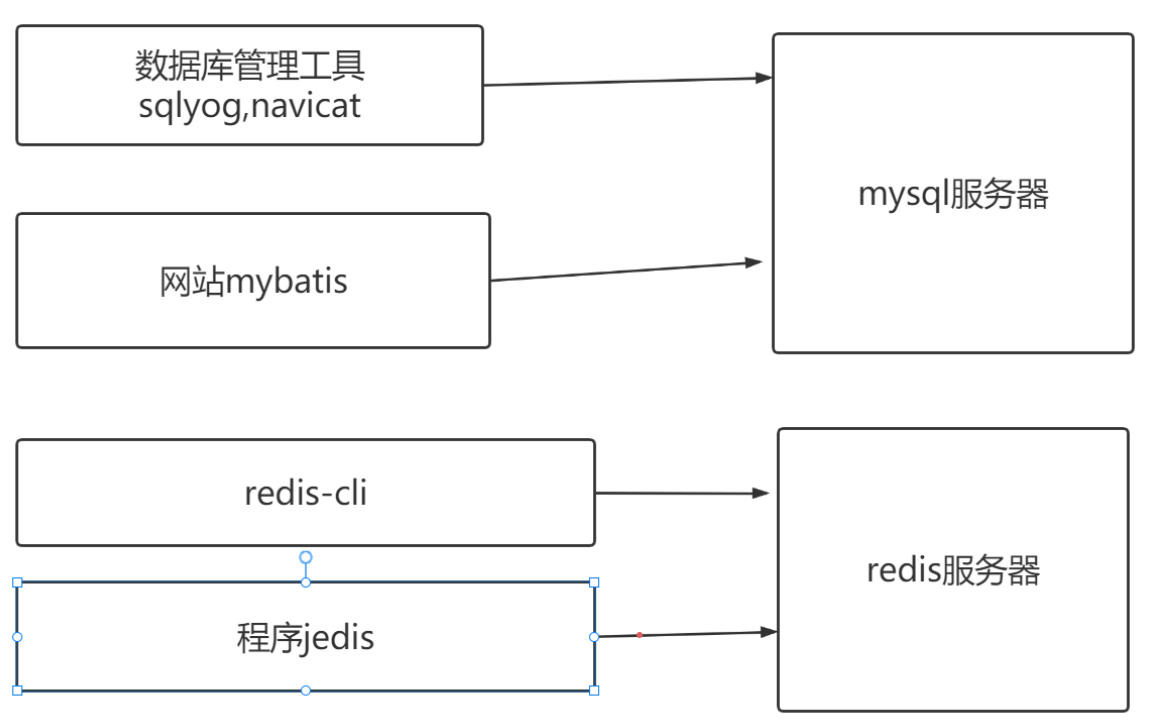 数据库管理工具
sqlyog,navicat
mysql服务器
网站mybatis
redis-cli
redis服务器
程序jedis